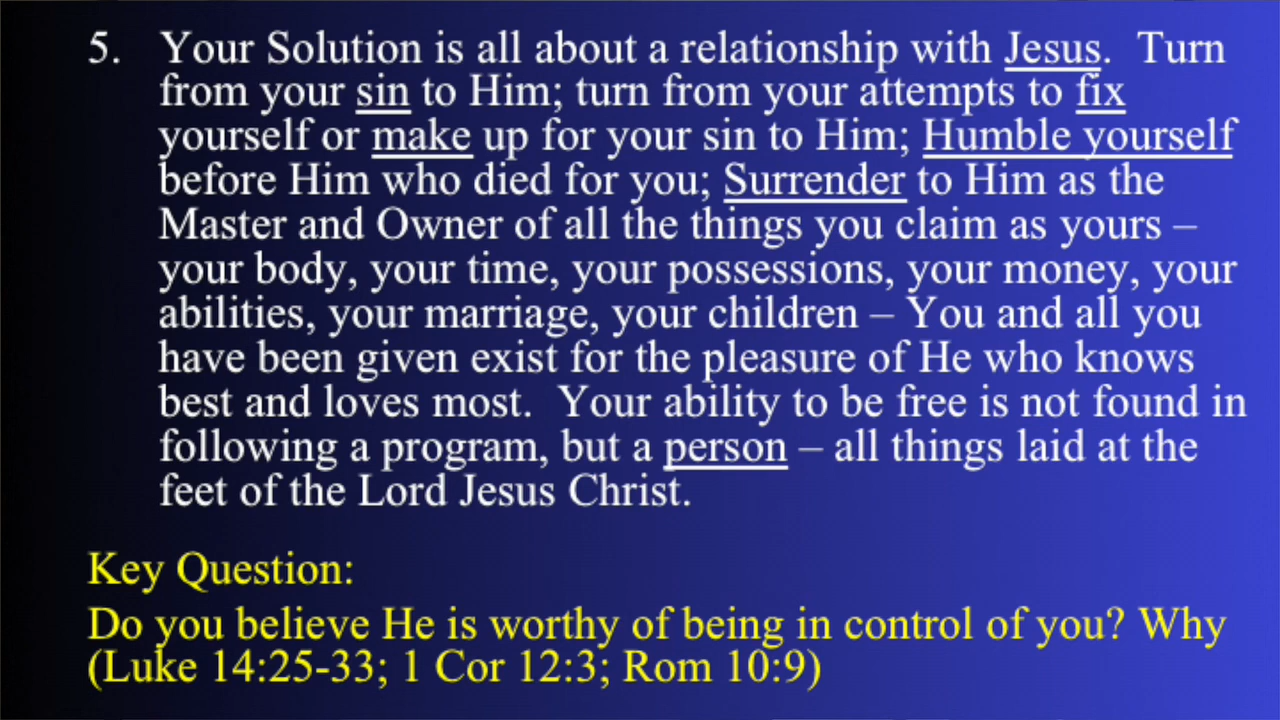 5. Your Solution is all about a relationship with Jesus. Turn
from your sin to Him; turn from your attempts to fix
yourself or make up for your sin to Him; Humble yourself
before Him who died for you; Surrender to Him as the
Master and Owner of all the things you claim as yours –
your body, your time, your possessions, your money, your
abilities, your marriage, your children – You and all you
have been given exist for the pleasure of He who knows
best and loves most. Your ability to be free is not found in
following a program, but a person – all things laid at the
feet of the Lord Jesus Christ.
Key Question:
Do you believe He is worthy of being in control of you? Why
(Luke 14:25-33; 1 Cor 12:3; Rom 10:9)